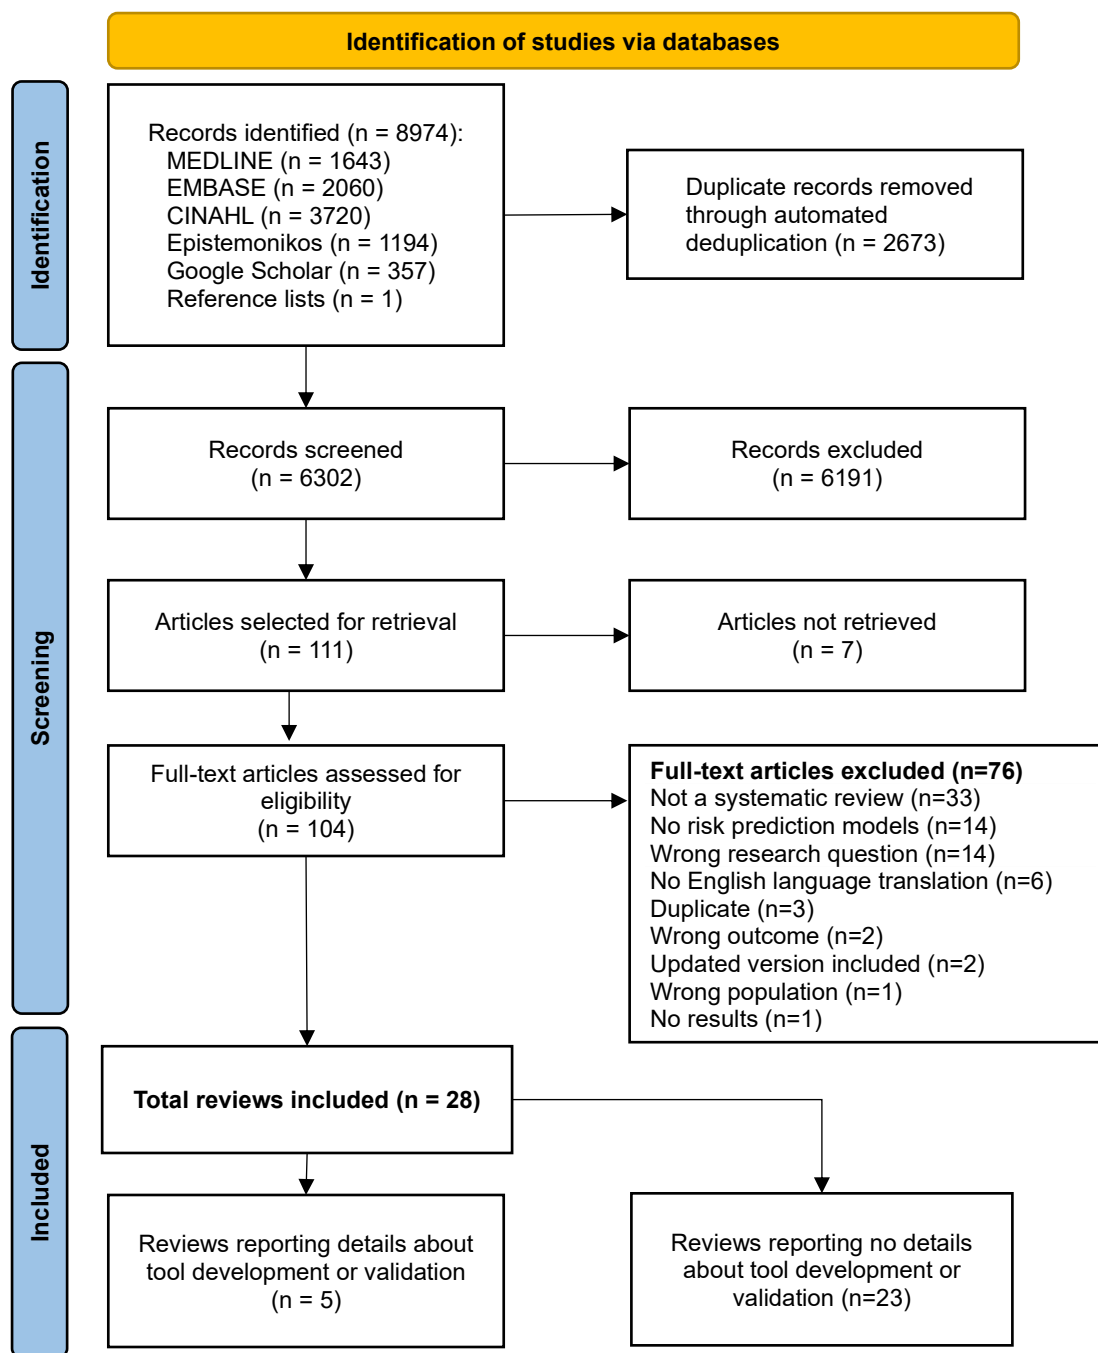 Identification of studies via databases
Identification
Records identified (n = 8974):
MEDLINE (n = 1643)
EMBASE (n = 2060)
CINAHL (n = 3720)
Epistemonikos (n = 1194)
Google Scholar (n = 357)
Reference lists (n = 1)
Duplicate records removed
through automated
deduplication (n = 2673)
Screening
Records screened
(n = 6302)
Records excluded
(n = 6191)
Articles selected for retrieval
(n = 111)
Articles not retrieved
(n = 7)
Full-text articles assessed for
eligibility
(n = 104)
Full-text articles excluded (n=76)
Not a systematic review (n=33)
No risk prediction models (n=14)
Wrong research question (n=14)
No English language translation (n=6)
Duplicate (n=3)
Wrong outcome (n=2)
Updated version included (n=2)
Wrong population (n=1)
No results (n=1)
Included
Total reviews included (n = 28)
Reviews reporting details about
tool development or validation
(n = 5)
Reviews reporting no details
about tool development or
validation (n=23)